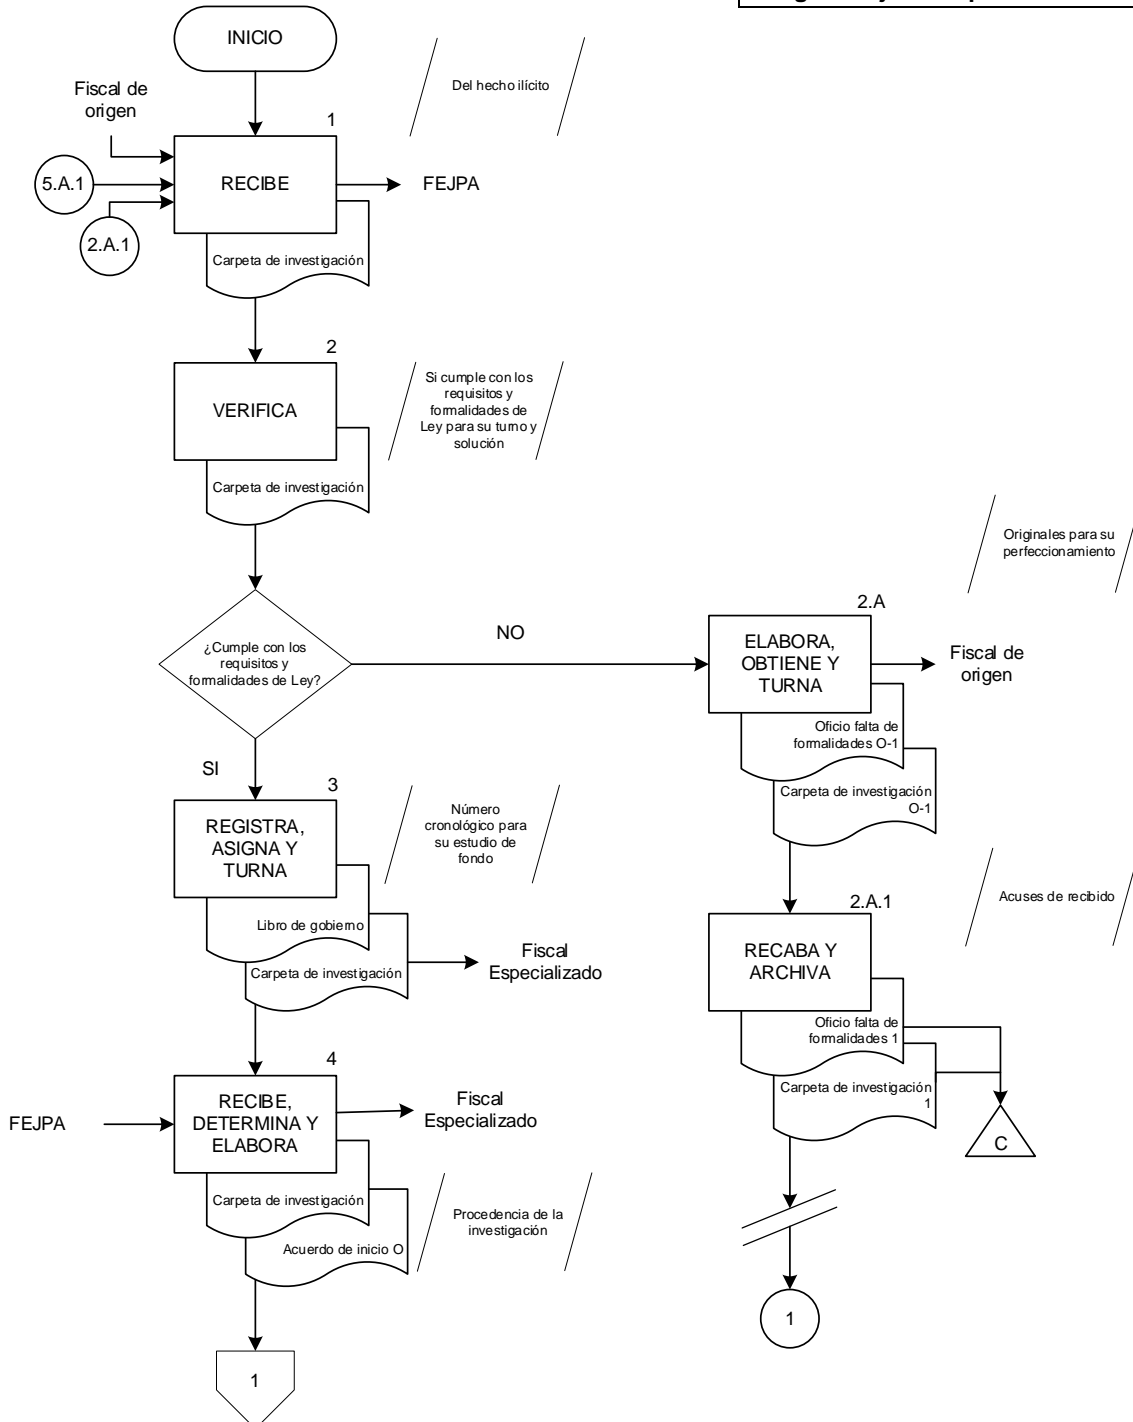 INICIO
Del hecho ilícito
Fiscal de
origen
1
RECIBE
FEJPA
5.A.1
2.A.1
Carpeta de investigación
2
VERIFICA
Si cumple con los
requisitos y
formalidades de
Ley para su turno y
solución
Carpeta de investigación
¿Cumple con los
requisitos y
formalidades de Ley?
NO
SI
Originales para su
perfeccionamiento
2.A
ELABORA,
OBTIENE Y
TURNA
Fiscal de
origen
Oficio falta de
formalidades O-1
Carpeta de investigación
O-1
3
REGISTRA,
ASIGNA Y
TURNA
Número
cronológico para
su estudio de
fondo
Libro de gobierno
Carpeta de investigación
Fiscal
Especializado
2.A.1
RECABA Y
ARCHIVA
Acuses de recibido
Oficio falta de
formalidades 1
Carpeta de investigación
1
C
4
FEJPA
RECIBE,
DETERMINA Y
ELABORA
Fiscal
Especializado
Carpeta de investigación
Acuerdo de inicio O
Procedencia de la
investigación
1
1